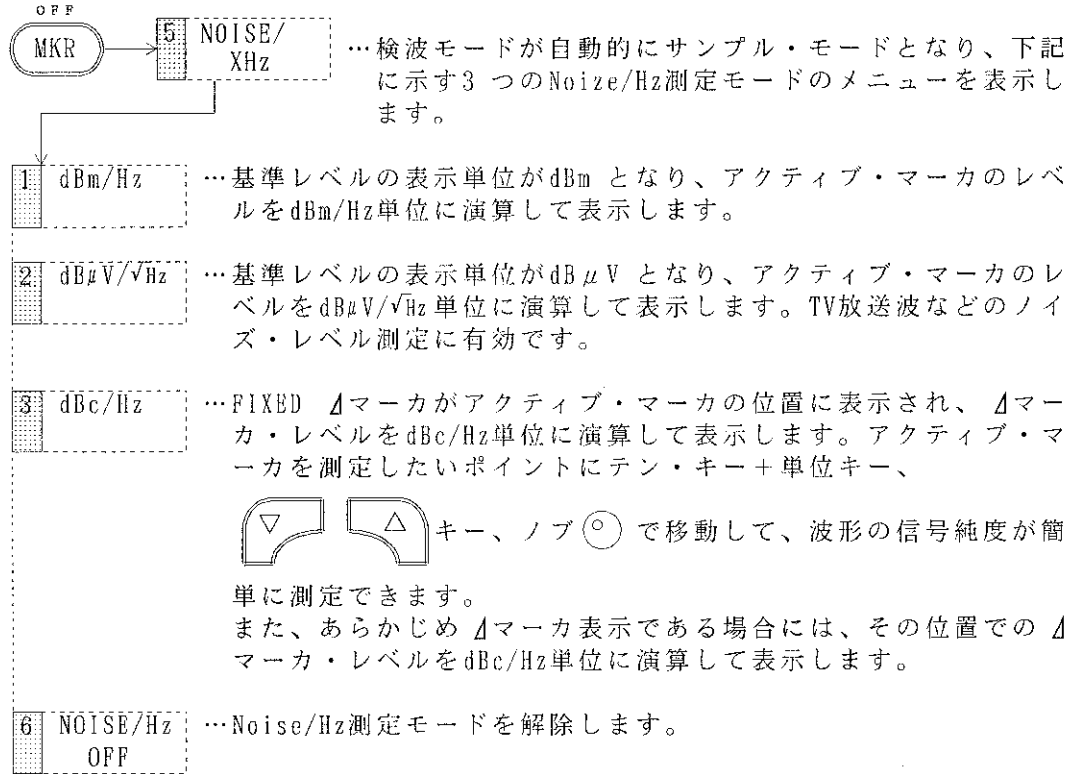 OFF
MKR
5 NOISE/
XHz
…検波モードが自動的にサンプル・モードとなり、下記
に示す3 つのNoize/Hz測定モードのメニューを表示し
ます。
1 dBm/Hz
…基準レベルの表示単位がdBm となり、アクティブ・マーカのレベ
ルをdBm/Hz単位に演算して表示します。
2 dBμV/√Hz
…基準レベルの表示単位がdBμV となり、アクティブ・マーカのレ
ベルをdBμV/√Hz単位に演算して表示します。TV放送波などのノイ
ズ・レベル測定に有効です。
3 dBc/Hz
…FIXED ⊿マーカがアクティブ・マーカの位置に表示され、⊿マー
カ・レベルをdBc/Hz単位に演算して表示します。アクティブ・マ
ーカを測定したいポイントにテン・キー+単位キー、
▽ △ キー、ノブ で移動して、波形の信号純度が簡
単に測定できます。
また、あらかじめ ⊿マーカ表示である場合には、その位置での ⊿
マーカ・レベルをdBc/Hz単位に演算して表示します。
6 NOISE/Hz
OFF
…Noise/Hz測定モードを解除します。